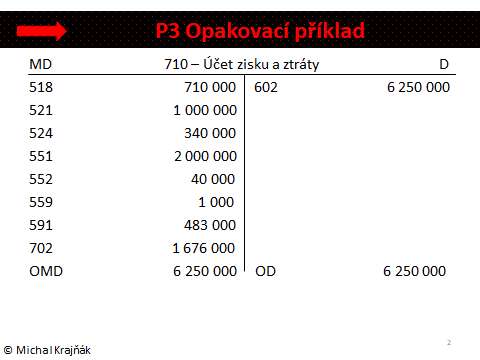 P3 Opakovací příklad
MD 710 – Účet zisku a ztráty D
518 710 000 602 6 250 000
521 1 000 000
524 340 000
551 2 000 000
552 40 000
559 1 000
591 483 000
702 1 676 000
OMD 6 250 000 OD 6 250 000
2
© Michal Krajňák